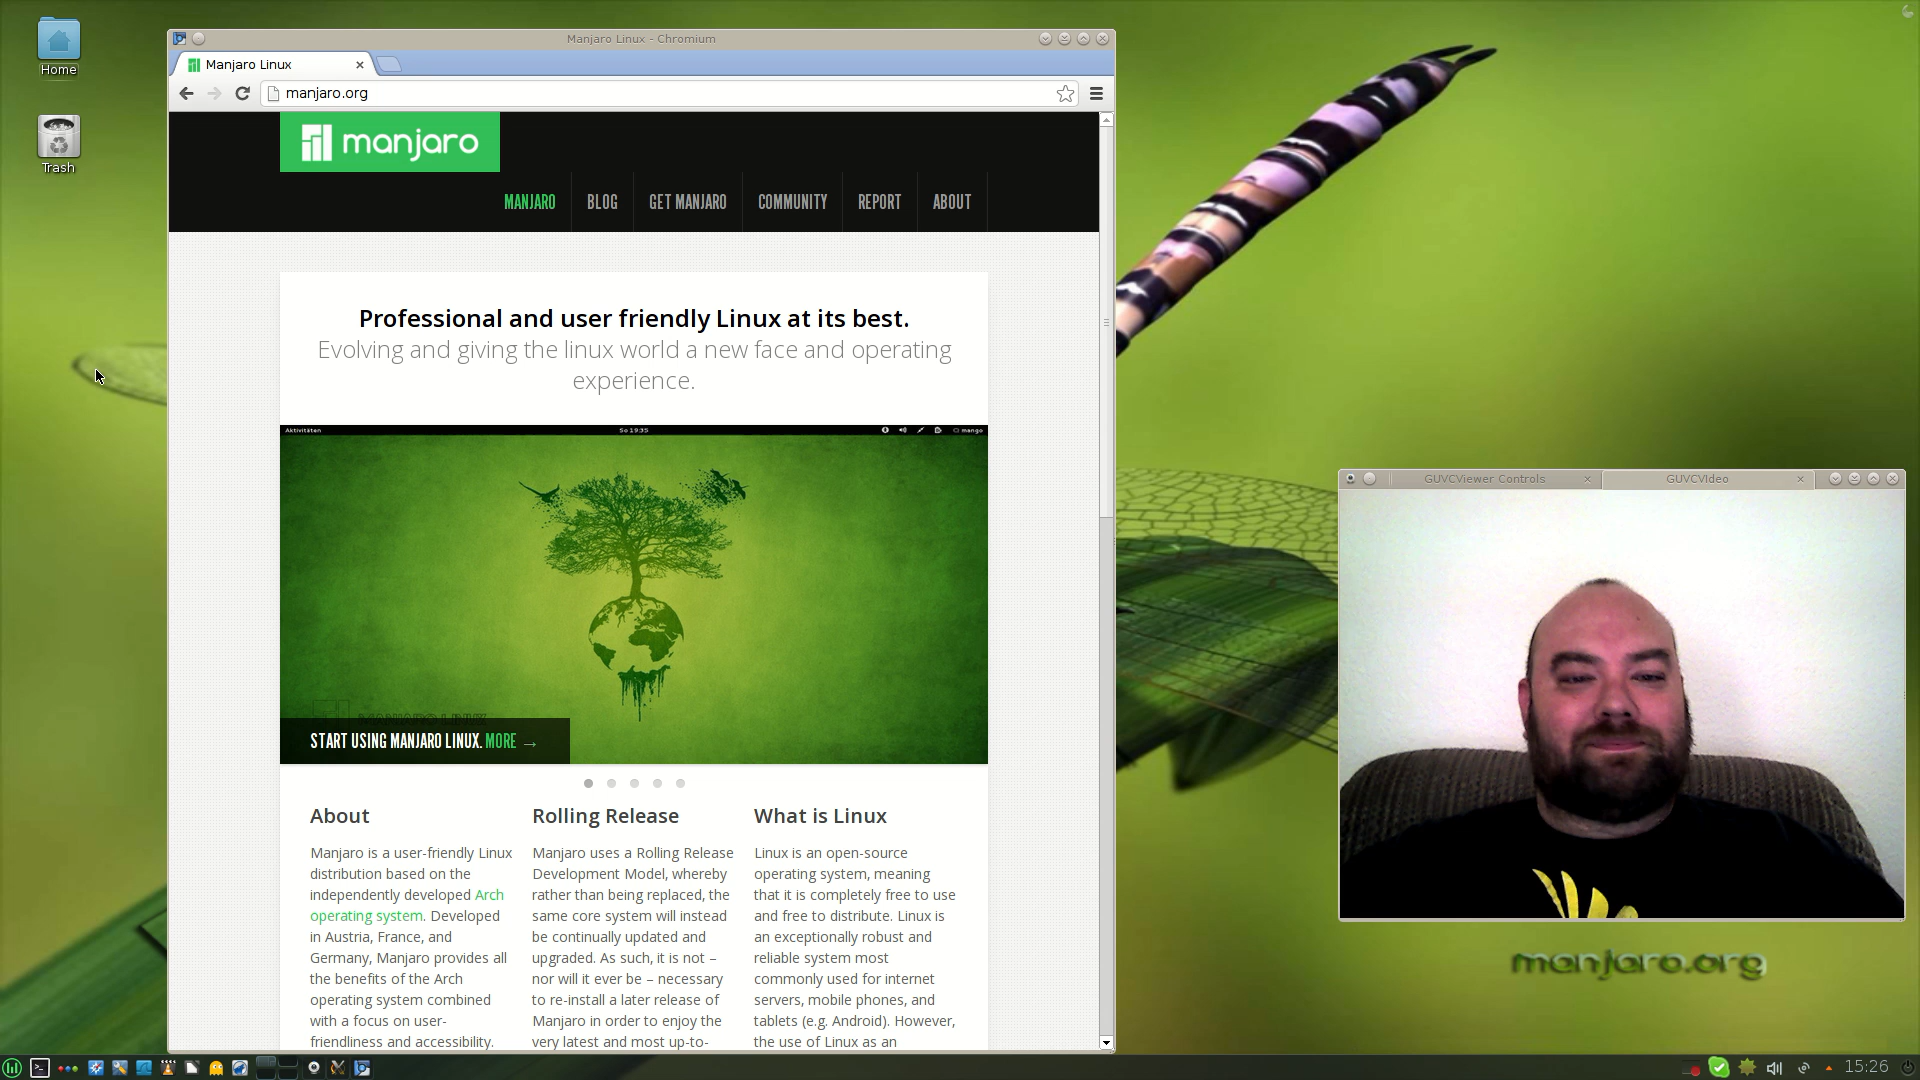 Home
Trash
Manjaro Linux - Chromium
Manjaro Linux
manjaro.org
manjaro
MANJARO
BLOG
GET MANJARO
COMMUNITY
REPORT
ABOUT
Professional and user friendly Linux at its best.
Evolving and giving the linux world a new face and operating
experience.
Aktivitäten
So 19:35
mango
MANJARO LINUX
START USING MANJARO LINUX. MORE →
About
Manjaro is a user-friendly Linux
distribution based on the
independently developed Arch
operating system. Developed
in Austria, France, and
Germany, Manjaro provides all
the benefits of the Arch
operating system combined
with a focus on user-
friendliness and accessibility.
Rolling Release
Manjaro uses a Rolling Release
Development Model, whereby
rather than being replaced, the
same core system will instead
be continually updated and
upgraded. As such, it is not –
nor will it ever be – necessary
to re-install a later release of
Manjaro in order to enjoy the
very latest and most up-to-
What is Linux
Linux is an open-source
operating system, meaning
that it is completely free to use
and free to distribute. Linux is
an exceptionally robust and
reliable system most
commonly used for internet
servers, mobile phones, and
tablets (e.g. Android). However,
the use of Linux as an
GUVCViewer Controls
GUVCVideo
manjaro.org
15:26